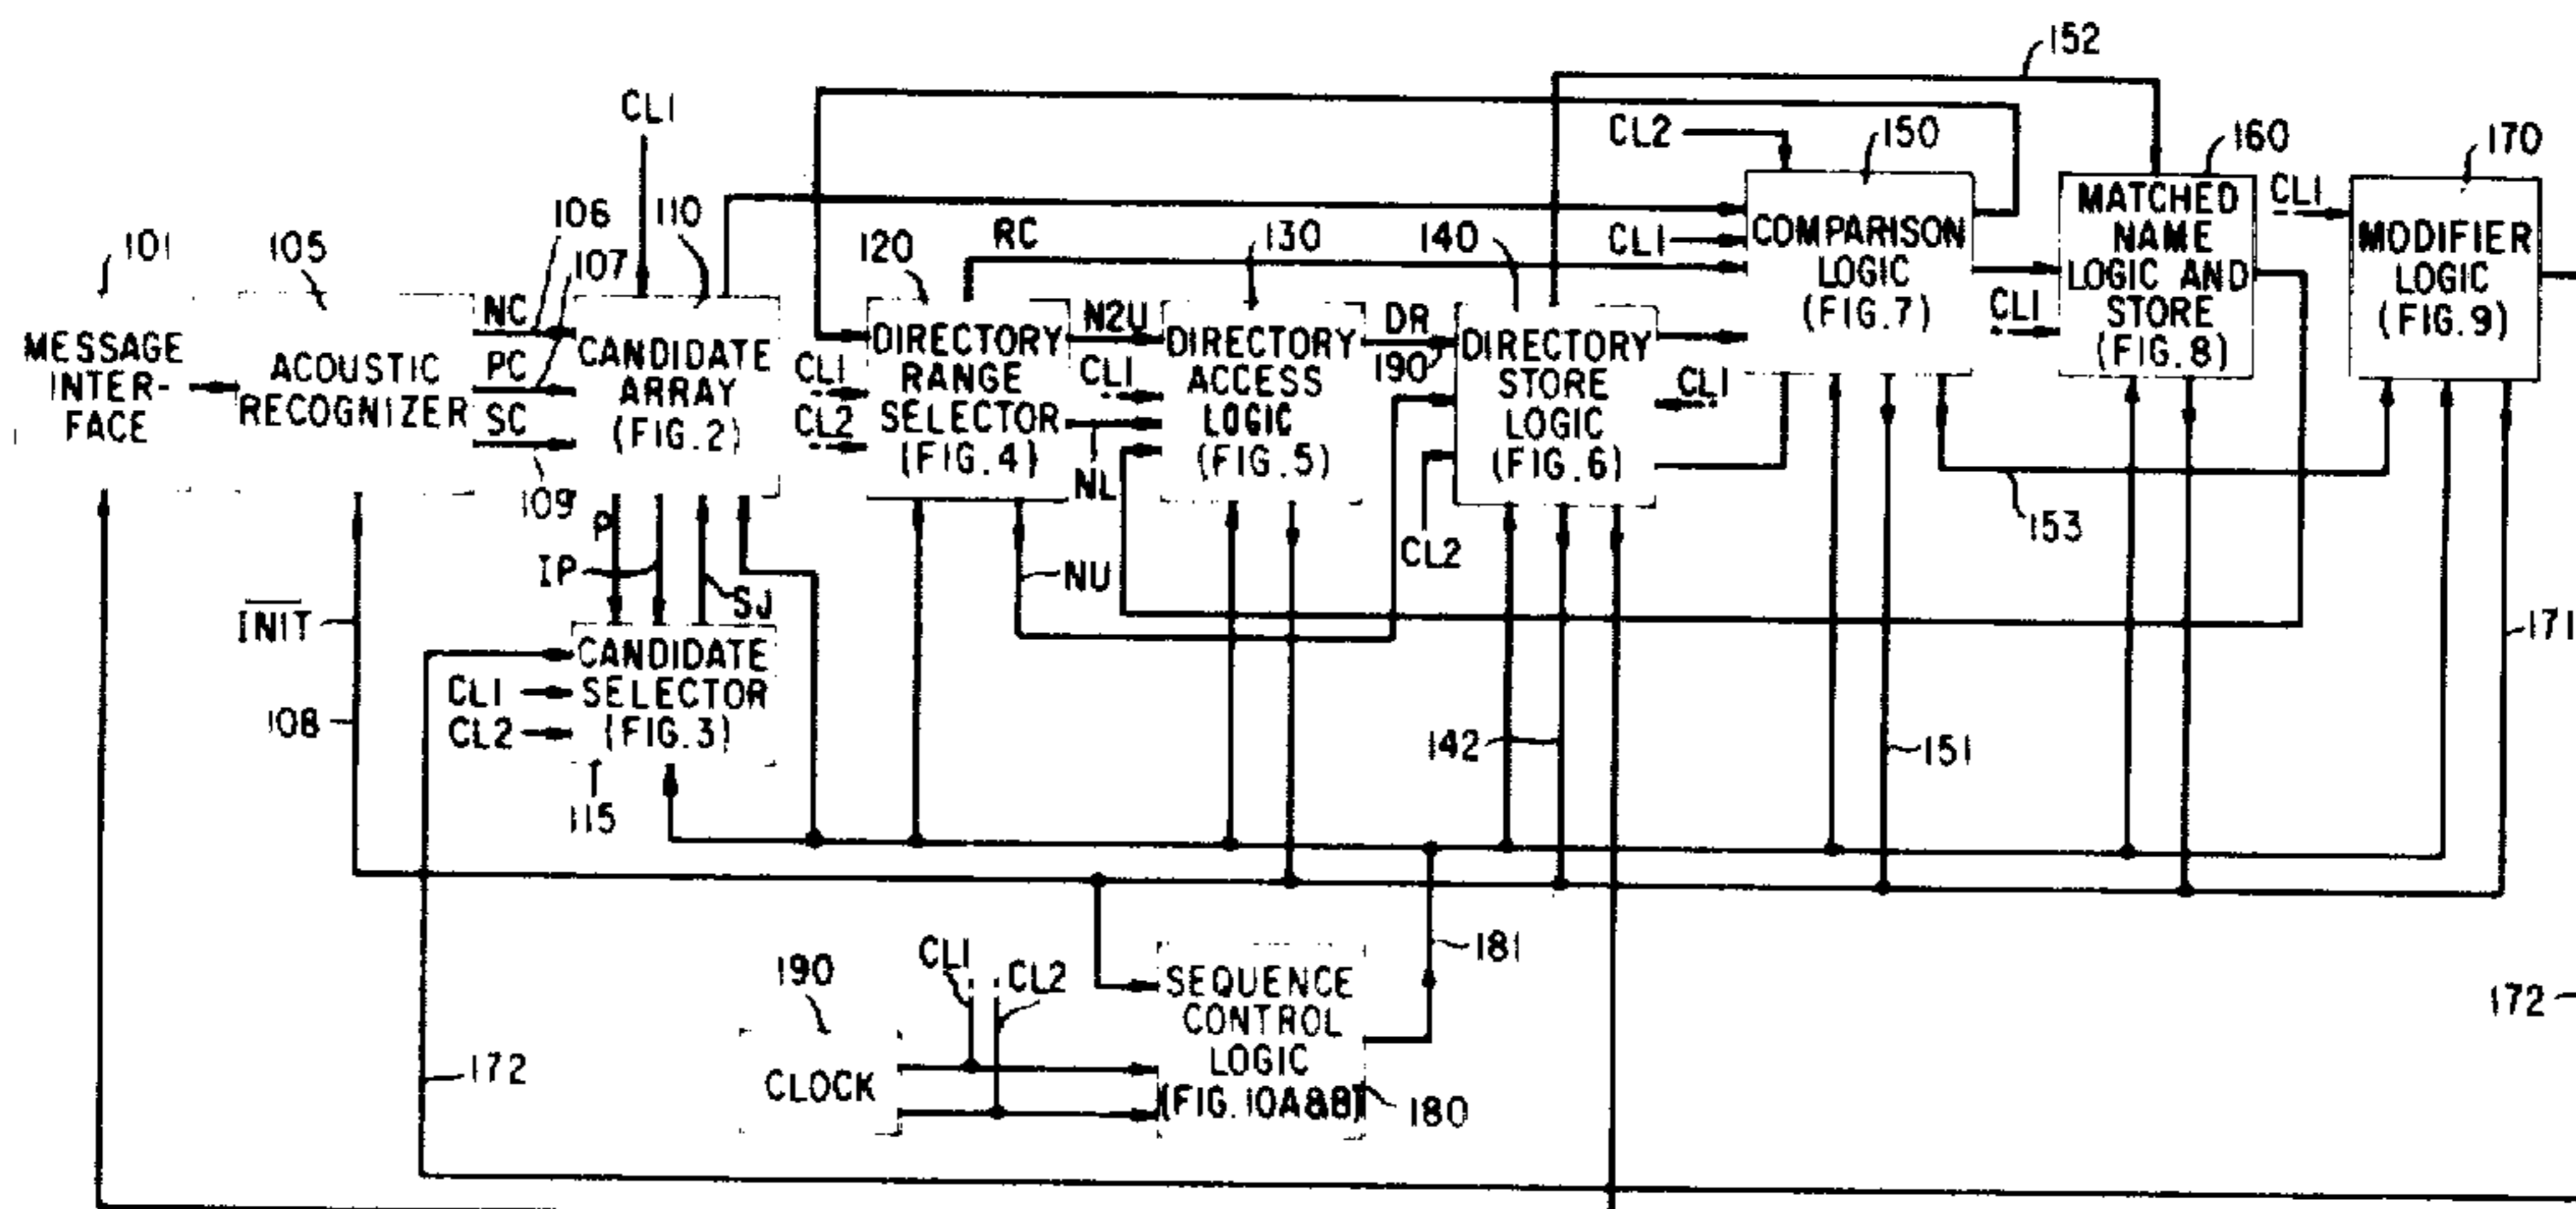 152
CL1
CL2
150
160
170
106
110
101
105
107
RC
120
130
140
CL1
CL1
NC
PC
SC
109
MESSAGE
INTER-
FACE
ACOUSTIC
RECOGNIZER
CANDIDATE
ARRAY
(FIG. 2)
CL1
CL2
DIRECTORY
RANGE
SELECTOR
(FIG. 4)
N2U
CL1
NL
DIRECTORY
ACCESS
LOGIC
(FIG. 5)
DR
190
DIRECTORY
STORE
LOGIC
(FIG. 6)
CL1
COMPARISON
LOGIC
(FIG. 7)
CL1
MATCHED
NAME
LOGIC AND
STORE
(FIG. 8)
MODIFIER
LOGIC
(FIG. 9)
P
IP
SJ
NU
CL2
153
INIT
108
CANDIDATE
SELECTOR
(FIG. 3)
CL1
CL2
115
142
151
171
181
172
190
CL1
CL2
CLOCK
SEQUENCE
CONTROL
LOGIC
(FIG. 10A&B)
180
172